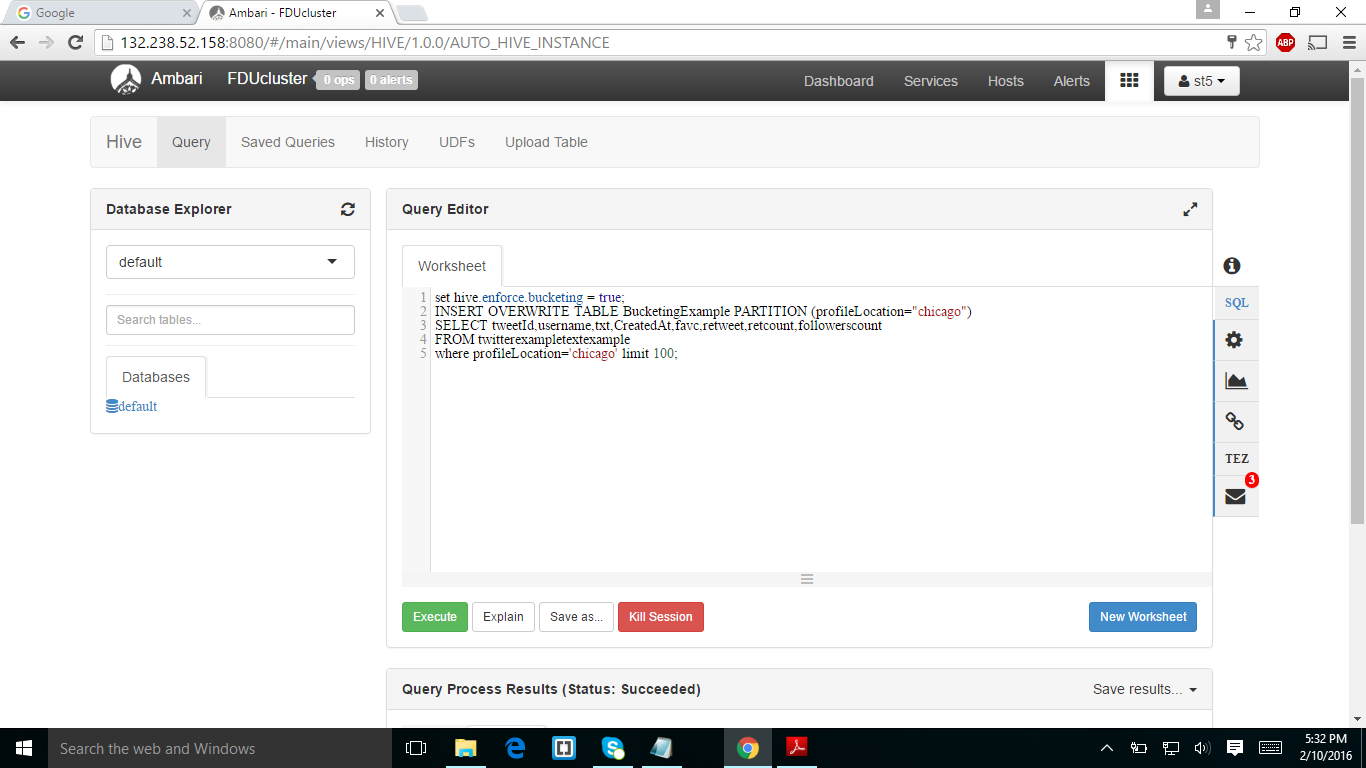 Google
Ambari - FDUcluster
132.238.52.158:8080/#/main/views/HIVE/1.0.0/AUTO_HIVE_INSTANCE
ABP
Ambari FDUcluster 0 ops 0 alerts Dashboard Services Hosts Alerts st5
Hive Query Saved Queries History UDFs Upload Table
Database Explorer
default
Search tables...
Databases
default
Query Editor
Worksheet
1 set hive.enforce.bucketing = true;
2 INSERT OVERWRITE TABLE BucketingExample PARTITION (profileLocation="chicago")
3 SELECT tweetId,username,txt,CreatedAt,favc,retweet,retcount,followerscount
4 FROM twitterexampletextexample
5 where profileLocation='chicago' limit 100;
SQL
TEZ
3
Execute Explain Save as... Kill Session New Worksheet
Query Process Results (Status: Succeeded) Save results...
Search the web and Windows
5:32 PM
2/10/2016